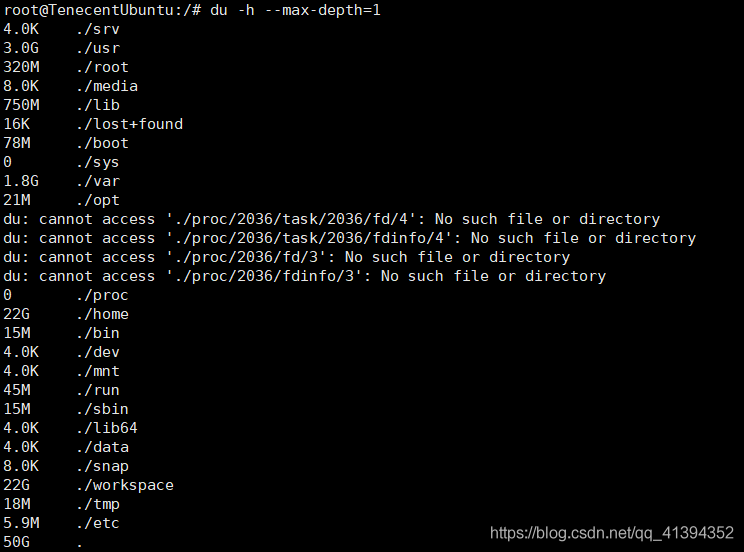 root@TenecentUbuntu:/# du -h --max-depth=1
4.0K    ./srv
3.0G    ./usr
320M    ./root
8.0K    ./media
750M    ./lib
16K     ./lost+found
78M     ./boot
0       ./sys
1.8G    ./var
21M     ./opt
du: cannot access './proc/2036/task/2036/fd/4': No such file or directory
du: cannot access './proc/2036/task/2036/fdinfo/4': No such file or directory
du: cannot access './proc/2036/fd/3': No such file or directory
du: cannot access './proc/2036/fdinfo/3': No such file or directory
0       ./proc
22G     ./home
15M     ./bin
4.0K    ./dev
4.0K    ./mnt
45M     ./run
15M     ./sbin
4.0K    ./lib64
4.0K    ./data
8.0K    ./snap
22G     ./workspace
18M     ./tmp
5.9M    ./etc
50G     .
https://blog.csdn.net/qq_41394352